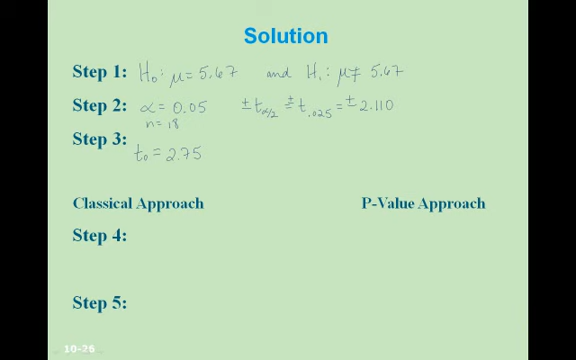 Solution
Step 1: H₀: μ = 5.67 and H₁: μ ≠ 5.67
Step 2: α = 0.05 ±t_α/2 = ±t.025 = ±2.110
n = 18
Step 3:
t₀ = 2.75
Classical Approach P-Value Approach
Step 4:
Step 5:
10-26